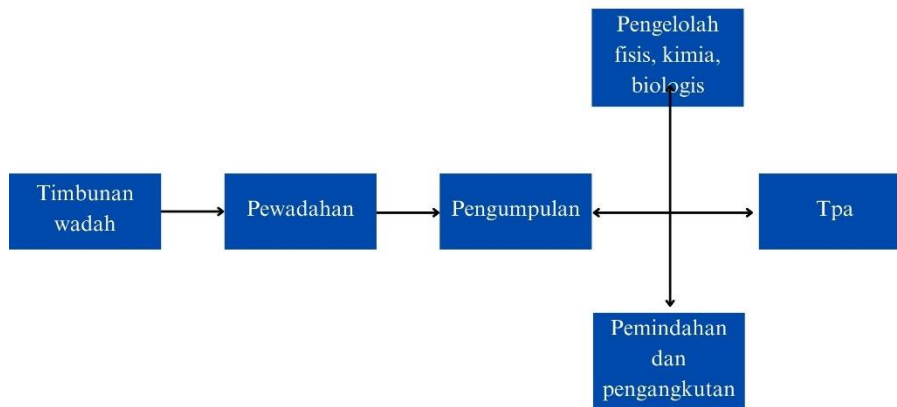 Pengelolah
fisis, kimia,
biologis
Timbunan
wadah
Pewadahan
Pengumpulan
Tpa
Pemindahan
dan
pengangkutan